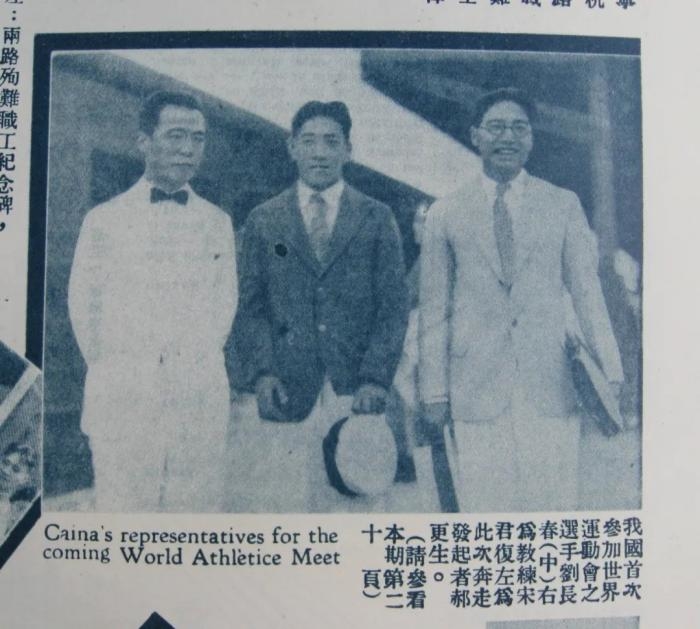 ：兩路殉難職工紀念碑，
Caina's representatives for the
coming World Athletice Meet
我國首次
參加世界
運動會之
選手劉長
春（中）右
爲教練宋
君復左爲
此次奔走
發起者郝
更生。
（請參看
本期第二
十頁）